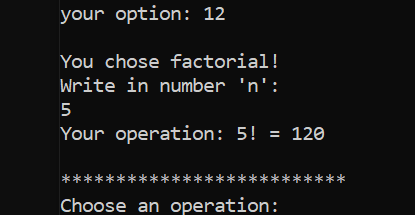 your option: 12
You chose factorial!
Write in number 'n':
5
Your operation: 5! = 120
**************************
Choose an operation: